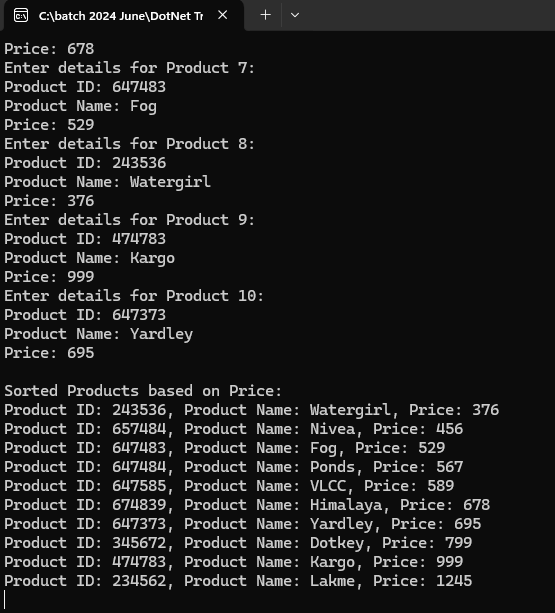 C:\batch 2024 June\DotNet Tr
Price: 678
Enter details for Product 7:
Product ID: 647483
Product Name: Fog
Price: 529
Enter details for Product 8:
Product ID: 243536
Product Name: Watergirl
Price: 376
Enter details for Product 9:
Product ID: 474783
Product Name: Kargo
Price: 999
Enter details for Product 10:
Product ID: 647373
Product Name: Yardley
Price: 695
Sorted Products based on Price:
Product ID: 243536, Product Name: Watergirl, Price: 376
Product ID: 657484, Product Name: Nivea, Price: 456
Product ID: 647483, Product Name: Fog, Price: 529
Product ID: 647484, Product Name: Ponds, Price: 567
Product ID: 647585, Product Name: VLCC, Price: 589
Product ID: 674839, Product Name: Himalaya, Price: 678
Product ID: 647373, Product Name: Yardley, Price: 695
Product ID: 345672, Product Name: Dotkey, Price: 799
Product ID: 474783, Product Name: Kargo, Price: 999
Product ID: 234562, Product Name: Lakme, Price: 1245